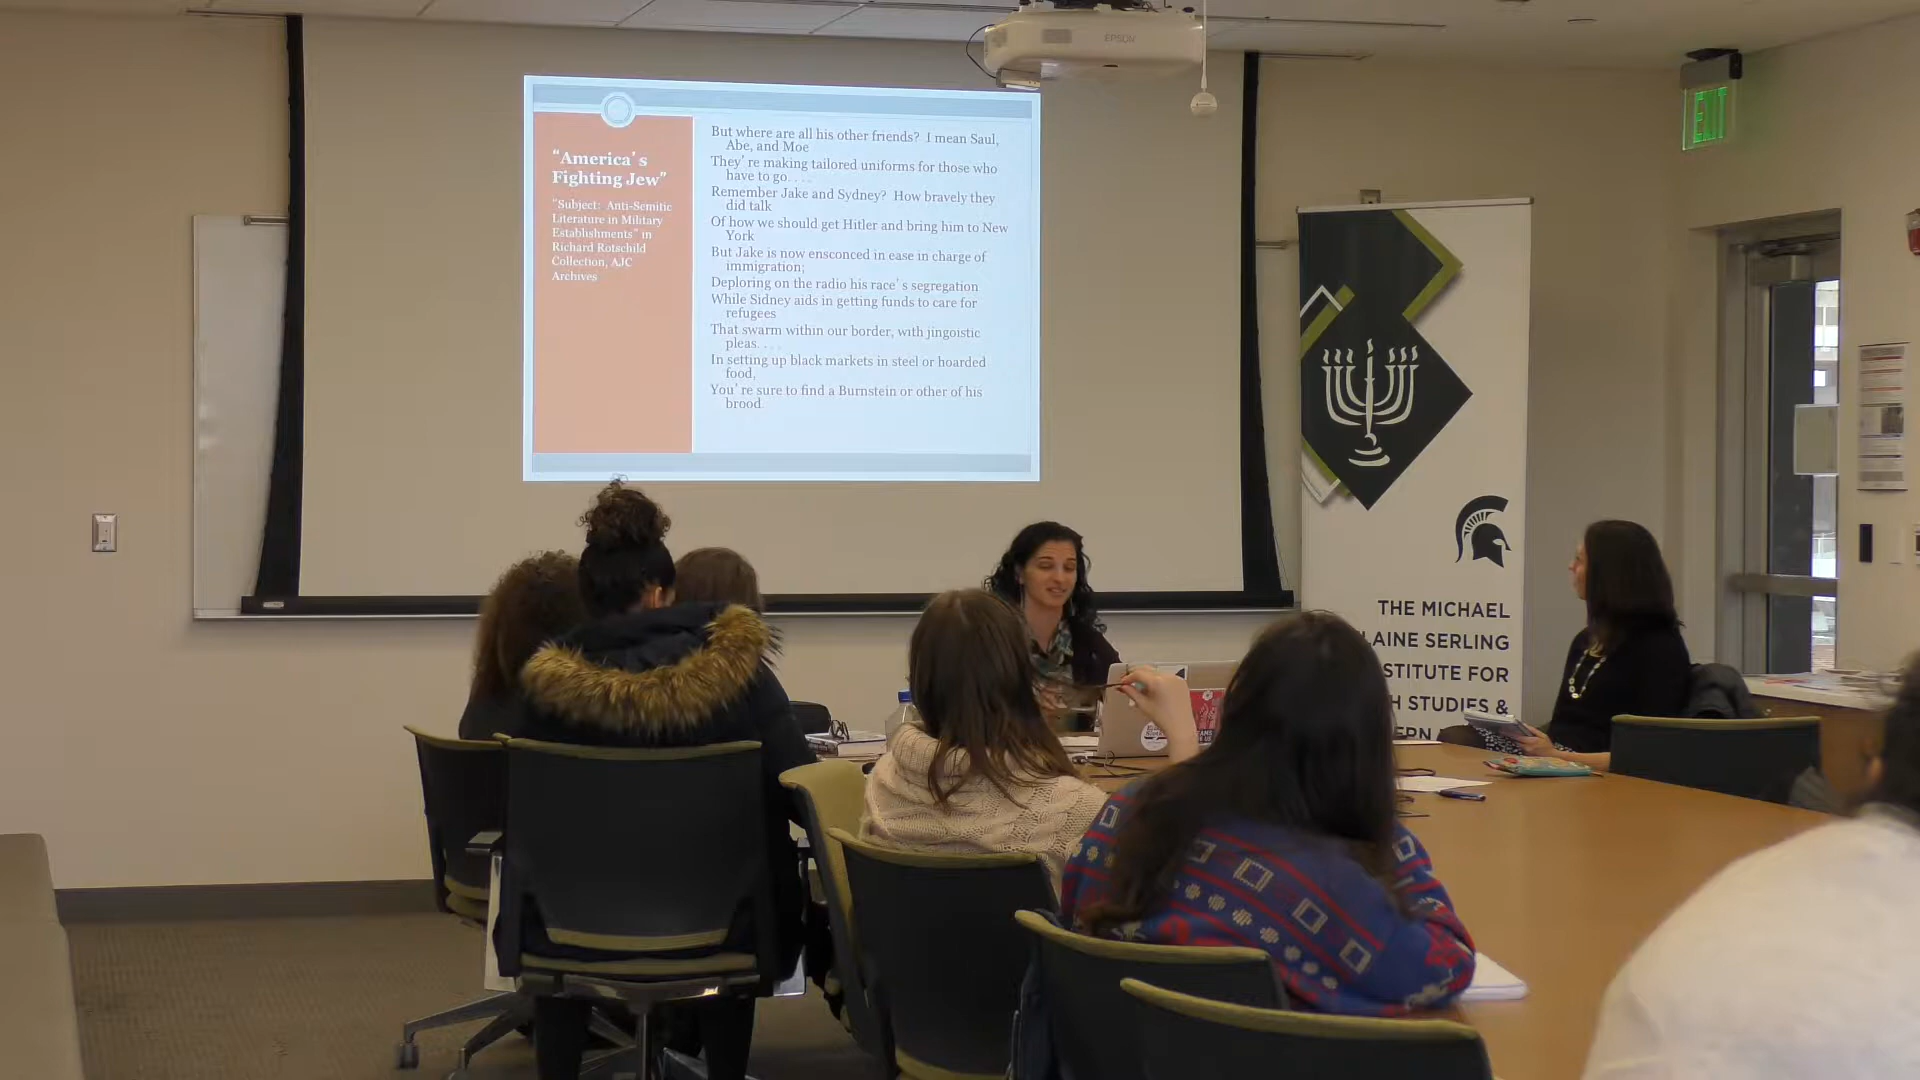 EPSON
EXIT
"America's
Fighting Jew"
"Subject: Anti-Semitic
Literature in Military
Establishments" in
Richard Rotschild
Collection, AJC
Archives
But where are all his other friends? I mean Saul,
Abe, and Moe
They're making tailored uniforms for those who
have to go. . . .
Remember Jake and Sydney? How bravely they
did talk
Of how we should get Hitler and bring him to New
York
But Jake is now ensconced in ease in charge of
immigration;
Deploring on the radio his race's segregation
While Sidney aids in getting funds to care for
refugees
That swarm within our border, with jingoistic
pleas. . . .
In setting up black markets in steel or hoarded
food,
You're sure to find a Burnstein or other of his
brood.
THE MICHAEL
LAINE SERLING
STITUTE FOR
H STUDIES &
ERN